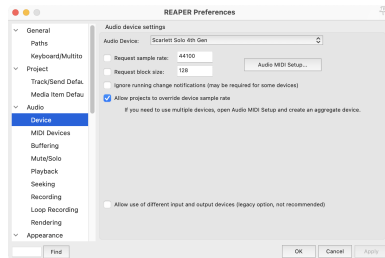 REAPER Preferences
General
Paths
Keyboard/Multito
Project
Track/Send Defau
Media Item Defau
Audio
Device
MIDI Devices
Buffering
Mute/Solo
Playback
Seeking
Recording
Loop Recording
Rendering
Appearance
Find
Audio device settings
Audio Device: Scarlett Solo 4th Gen
Request sample rate: 44100
Request block size: 128
Audio MIDI Setup...
Ignore running change notifications (may be required for some devices)
Allow projects to override device sample rate
If you need to use multiple devices, open Audio MIDI Setup and create an aggregate device.
Allow use of different input and output devices (legacy option, not recommended)
OK Cancel Apply